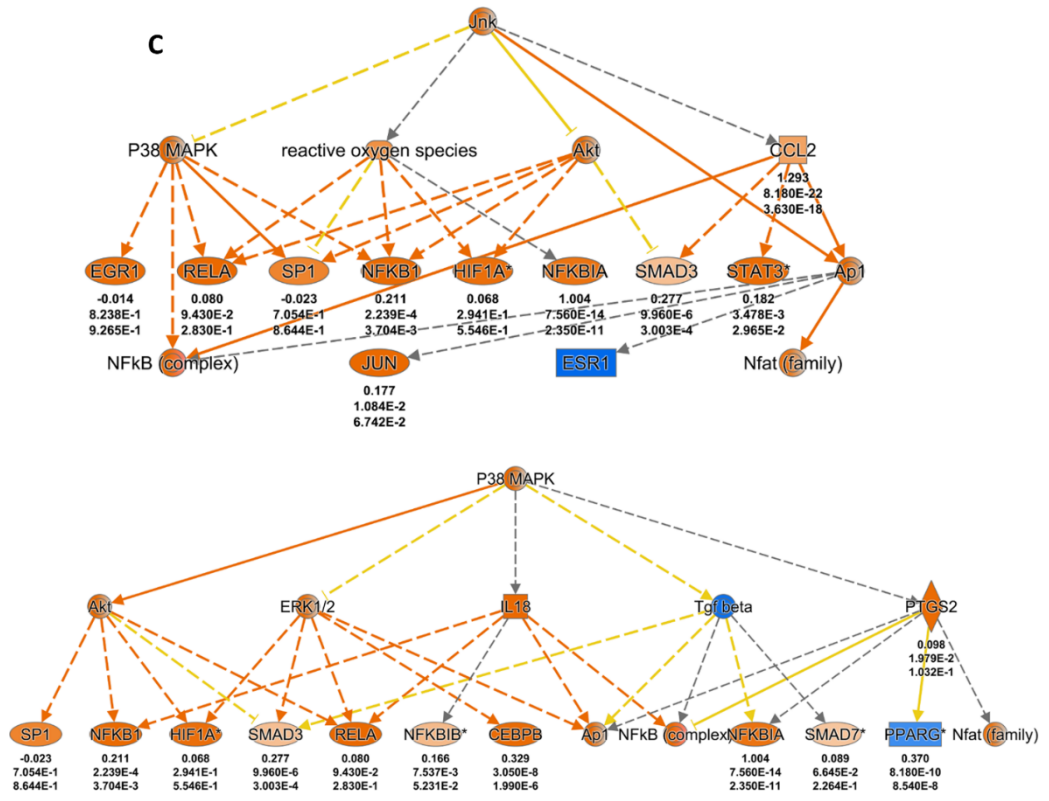 C
Jnk
P38 MAPK reactive oxygen species Akt CCL2
1.293
8.180E-22
3.630E-18
EGR1 RELA SP1 NFKB1 HIF1A* NFKBIA SMAD3 STAT3* Ap1
-0.014 0.080 -0.023 0.211 0.068 1.004 0.277 0.182
8.238E-1 9.430E-2 7.054E-1 2.239E-4 2.941E-1 7.560E-14 9.960E-6 3.478E-3
9.265E-1 2.830E-1 8.644E-1 3.704E-3 5.546E-1 2.350E-11 3.003E-4 2.965E-2
NFkB (complex) JUN ESR1 Nfat (family)
0.177
1.084E-2
6.742E-2
P38 MAPK
Akt ERK1/2 IL18 Tgf beta PTGS2
0.098
1.979E-2
1.032E-1
SP1 NFKB1 HIF1A* SMAD3 RELA NFKBIB* CEBPB Ap1 NFkB (complex) NFKBIA SMAD7* PPARG* Nfat (family)
-0.023 0.211 0.068 0.277 0.080 0.166 0.329 1.004 0.089 0.370
7.054E-1 2.239E-4 2.941E-1 9.960E-6 9.430E-2 7.537E-3 3.050E-8 7.560E-14 6.645E-2 8.180E-10
8.644E-1 3.704E-3 5.546E-1 3.003E-4 2.830E-1 5.231E-2 1.990E-6 2.350E-11 2.264E-1 8.540E-8